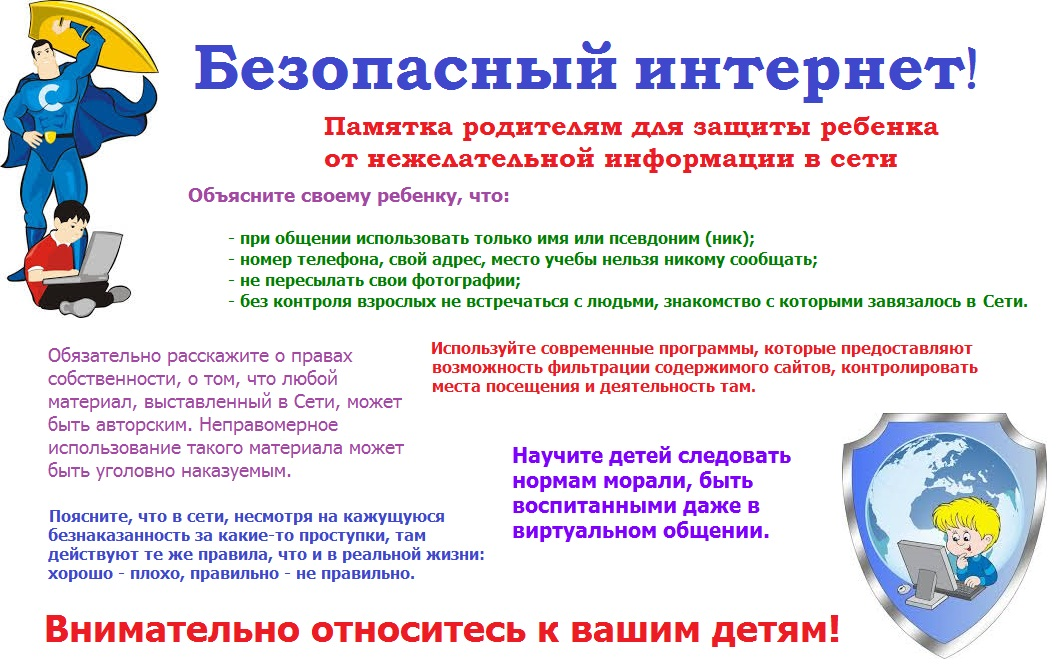 Безопасный интернет!
Памятка родителям для защиты ребенка
от нежелательной информации в сети
Объясните своему ребенку, что:
- при общении использовать только имя или псевдоним (ник);
- номер телефона, свой адрес, место учебы нельзя никому сообщать;
- не пересылать свои фотографии;
- без контроля взрослых не встречаться с людьми, знакомство с которыми завязалось в Сети.
Обязательно расскажите о правах
собственности, о том, что любой
материал, выставленный в Сети, может
быть авторским. Неправомерное
использование такого материала может
быть уголовно наказуемым.
Используйте современные программы, которые предоставляют
возможность фильтрации содержимого сайтов, контролировать
места посещения и деятельность там.
Научите детей следовать
нормам морали, быть
воспитанными даже в
виртуальном общении.
Поясните, что в сети, несмотря на кажущуюся
безнаказанность за какие-то проступки, там
действуют те же правила, что и в реальной жизни:
хорошо - плохо, правильно - не правильно.
Внимательно относитесь к вашим детям!
C